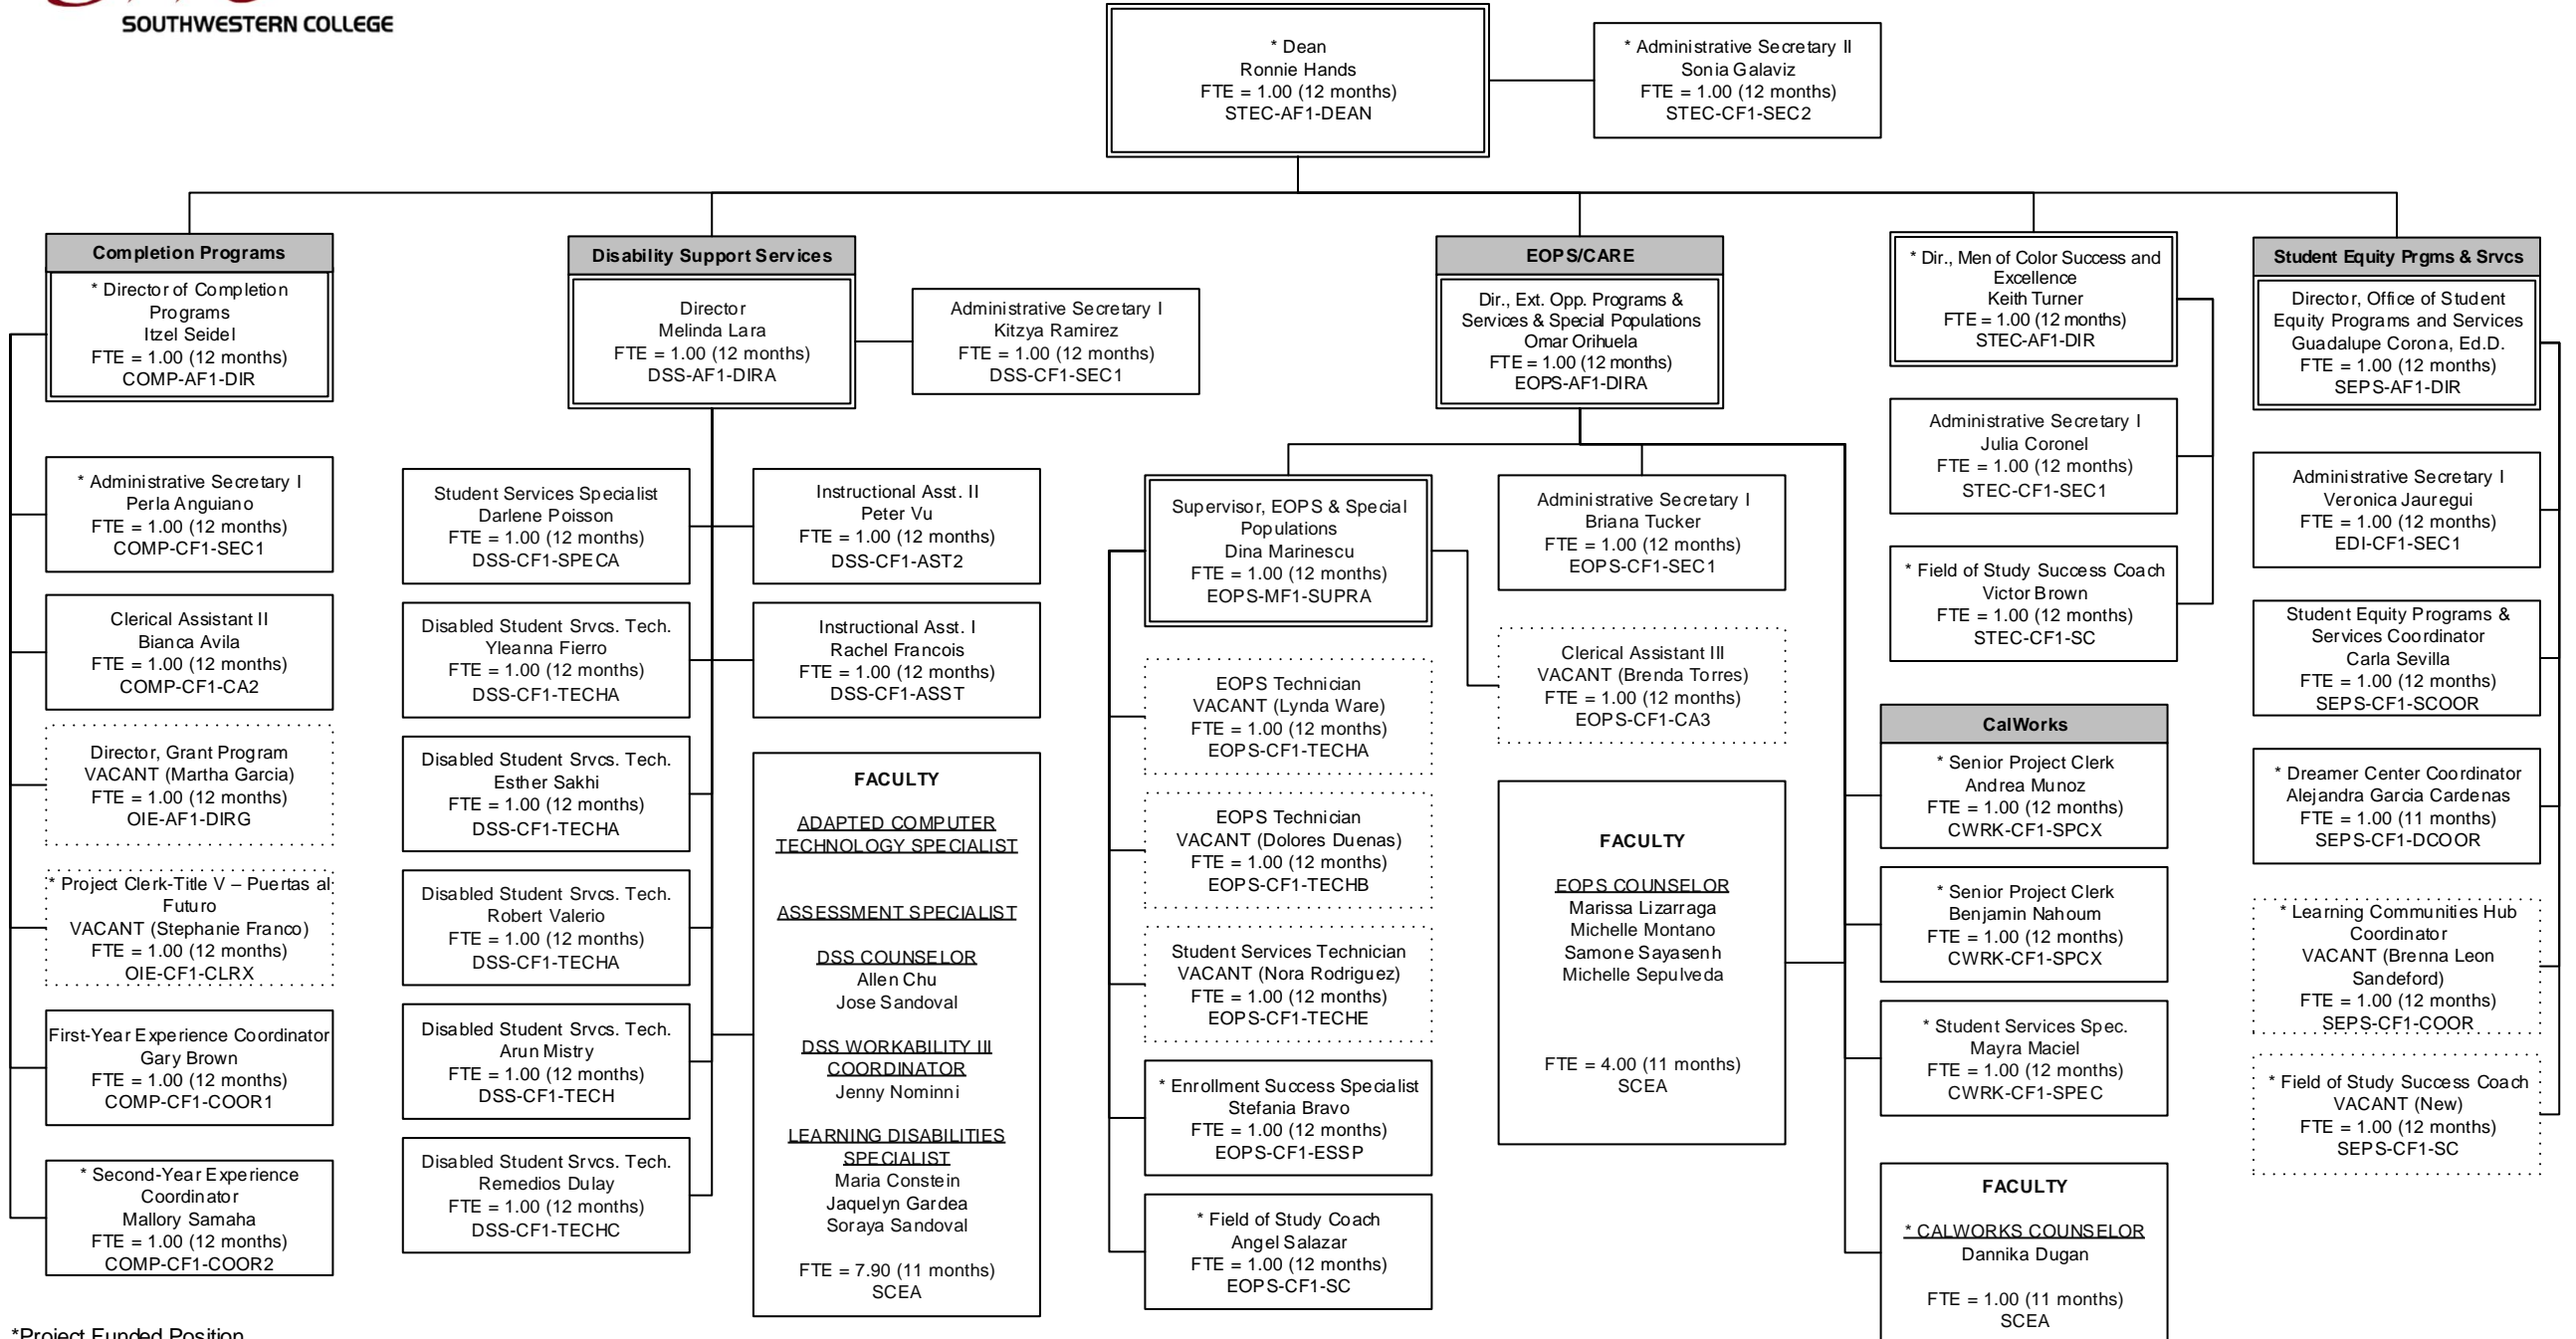 SOUTHWESTERN COLLEGE
* Dean
Ronnie Hands
FTE = 1.00 (12 months)
STEC-AF1-DEAN
* Administrative Secretary II
Sonia Galaviz
FTE = 1.00 (12 months)
STEC-CF1-SEC2
Completion Programs
* Director of Completion
Programs
Itzel Seidel
FTE = 1.00 (12 months)
COMP-AF1-DIR
* Administrative Secretary I
Perla Anguiano
FTE = 1.00 (12 months)
COMP-CF1-SEC1
Clerical Assistant II
Bianca Avila
FTE = 1.00 (12 months)
COMP-CF1-CA2
Director, Grant Program
VACANT (Martha Garcia)
FTE = 1.00 (12 months)
OIE-AF1-DIRG
* Project Clerk-Title V – Puertas al
Futuro
VACANT (Stephanie Franco)
FTE = 1.00 (12 months)
OIE-CF1-CLRX
First-Year Experience Coordinator
Gary Brown
FTE = 1.00 (12 months)
COMP-CF1-COOR1
* Second-Year Experience
Coordinator
Mallory Samaha
FTE = 1.00 (12 months)
COMP-CF1-COOR2
Disability Support Services
Director
Melinda Lara
FTE = 1.00 (12 months)
DSS-AF1-DIRA
Administrative Secretary I
Kitzya Ramirez
FTE = 1.00 (12 months)
DSS-CF1-SEC1
Student Services Specialist
Darlene Poisson
FTE = 1.00 (12 months)
DSS-CF1-SPECA
Disabled Student Srvcs. Tech.
Yleanna Fierro
FTE = 1.00 (12 months)
DSS-CF1-TECHA
Disabled Student Srvcs. Tech.
Esther Sakhi
FTE = 1.00 (12 months)
DSS-CF1-TECHA
Disabled Student Srvcs. Tech.
Robert Valerio
FTE = 1.00 (12 months)
DSS-CF1-TECHA
Disabled Student Srvcs. Tech.
Arun Mistry
FTE = 1.00 (12 months)
DSS-CF1-TECH
Disabled Student Srvcs. Tech.
Remedios Dulay
FTE = 1.00 (12 months)
DSS-CF1-TECHC
Instructional Asst. II
Peter Vu
FTE = 1.00 (12 months)
DSS-CF1-AST2
Instructional Asst. I
Rachel Francois
FTE = 1.00 (12 months)
DSS-CF1-ASST
FACULTY
ADAPTED COMPUTER
TECHNOLOGY SPECIALIST
ASSESSMENT SPECIALIST
DSS COUNSELOR
Allen Chu
Jose Sandoval
DSS WORKABILITY III
COORDINATOR
Jenny Nominni
LEARNING DISABILITIES
SPECIALIST
Maria Constein
Jaquelyn Gardea
Soraya Sandoval
FTE = 7.90 (11 months)
SCEA
EOPS/CARE
Dir., Ext. Opp. Programs &
Services & Special Populations
Omar Orihuela
FTE = 1.00 (12 months)
EOPS-AF1-DIRA
Supervisor, EOPS & Special
Populations
Dina Marinescu
FTE = 1.00 (12 months)
EOPS-MF1-SUPRA
EOPS Technician
VACANT (Lynda Ware)
FTE = 1.00 (12 months)
EOPS-CF1-TECHA
EOPS Technician
VACANT (Dolores Duenas)
FTE = 1.00 (12 months)
EOPS-CF1-TECHB
Student Services Technician
VACANT (Nora Rodriguez)
FTE = 1.00 (12 months)
EOPS-CF1-TECHE
* Enrollment Success Specialist
Stefania Bravo
FTE = 1.00 (12 months)
EOPS-CF1-ESSP
* Field of Study Coach
Angel Salazar
FTE = 1.00 (12 months)
EOPS-CF1-SC
Administrative Secretary I
Briana Tucker
FTE = 1.00 (12 months)
EOPS-CF1-SEC1
Clerical Assistant III
VACANT (Brenda Torres)
FTE = 1.00 (12 months)
EOPS-CF1-CA3
FACULTY
EOPS COUNSELOR
Marissa Lizarraga
Michelle Montano
Samone Sayasenh
Michelle Sepulveda
FTE = 4.00 (11 months)
SCEA
* Dir., Men of Color Success and
Excellence
Keith Turner
FTE = 1.00 (12 months)
STEC-AF1-DIR
Administrative Secretary I
Julia Coronel
FTE = 1.00 (12 months)
STEC-CF1-SEC1
* Field of Study Success Coach
Victor Brown
FTE = 1.00 (12 months)
STEC-CF1-SC
CalWorks
* Senior Project Clerk
Andrea Munoz
FTE = 1.00 (12 months)
CWRK-CF1-SPCX
* Senior Project Clerk
Benjamin Nahoum
FTE = 1.00 (12 months)
CWRK-CF1-SPCX
* Student Services Spec.
Mayra Maciel
FTE = 1.00 (12 months)
CWRK-CF1-SPEC
FACULTY
* CALWORKS COUNSELOR
Dannika Dugan
FTE = 1.00 (11 months)
SCEA
Student Equity Prgms & Srvcs
Director, Office of Student
Equity Programs and Services
Guadalupe Corona, Ed.D.
FTE = 1.00 (12 months)
SEPS-AF1-DIR
Administrative Secretary I
Veronica Jauregui
FTE = 1.00 (12 months)
EDI-CF1-SEC1
Student Equity Programs &
Services Coordinator
Carla Sevilla
FTE = 1.00 (12 months)
SEPS-CF1-SCOOR
* Dreamer Center Coordinator
Alejandra Garcia Cardenas
FTE = 1.00 (11 months)
SEPS-CF1-DCOOR
* Learning Communities Hub
Coordinator
VACANT (Brenna Leon
Sandeford)
FTE = 1.00 (12 months)
SEPS-CF1-COOR
* Field of Study Success Coach
VACANT (New)
FTE = 1.00 (12 months)
SEPS-CF1-SC
*Project Funded Position